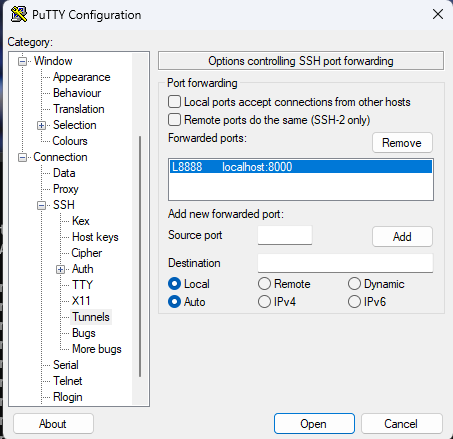 PuTTY Configuration
Category:
Window
Appearance
Behaviour
Translation
Selection
Colours
Connection
Data
Proxy
SSH
Kex
Host keys
Cipher
Auth
TTY
X11
Tunnels
Bugs
More bugs
Serial
Telnet
Rlogin
Options controlling SSH port forwarding
Port forwarding
Local ports accept connections from other hosts
Remote ports do the same (SSH-2 only)
Forwarded ports:
Remove
L8888 localhost:8000
Add new forwarded port:
Source port
Add
Destination
Local Remote Dynamic
Auto IPv4 IPv6
About
Open
Cancel